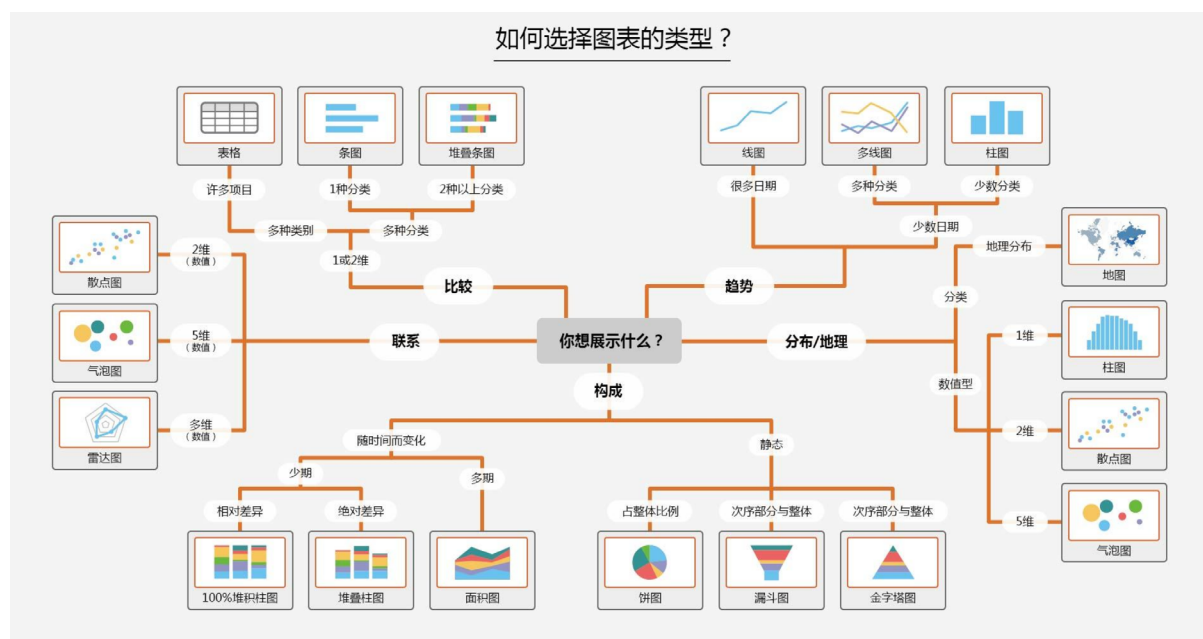 如何选择图表的类型？
表格
条图
堆叠条图
线图
多线图
柱图
许多项目
1种分类
2种以上分类
很多日期
多种分类
少数分类
多种类别
多种分类
少数日期
1或2维
比较
趋势
地理分布
地图
分类
散点图
2维
（数值）
气泡图
5维
（数值）
雷达图
多维
（数值）
联系
你想展示什么？
分布/地理
数值型
1维
柱图
2维
散点图
5维
气泡图
构成
随时间而变化
静态
少期
多期
相对差异
绝对差异
占整体比例
次序部分与整体
次序部分与整体
100%堆积柱图
堆叠柱图
面积图
饼图
漏斗图
金字塔图